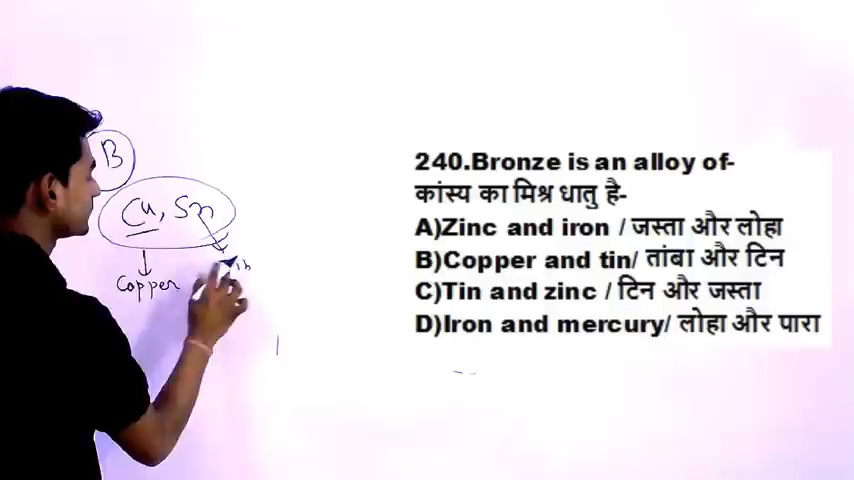 B
Cu, Sn
Copper
240.Bronze is an alloy of-
कांस्य का मिश्र धातु है-
A)Zinc and iron / जस्ता और लोहा
B)Copper and tin/ तांबा और टिन
C)Tin and zinc / टिन और जस्ता
D)Iron and mercury/ लोहा और पारा